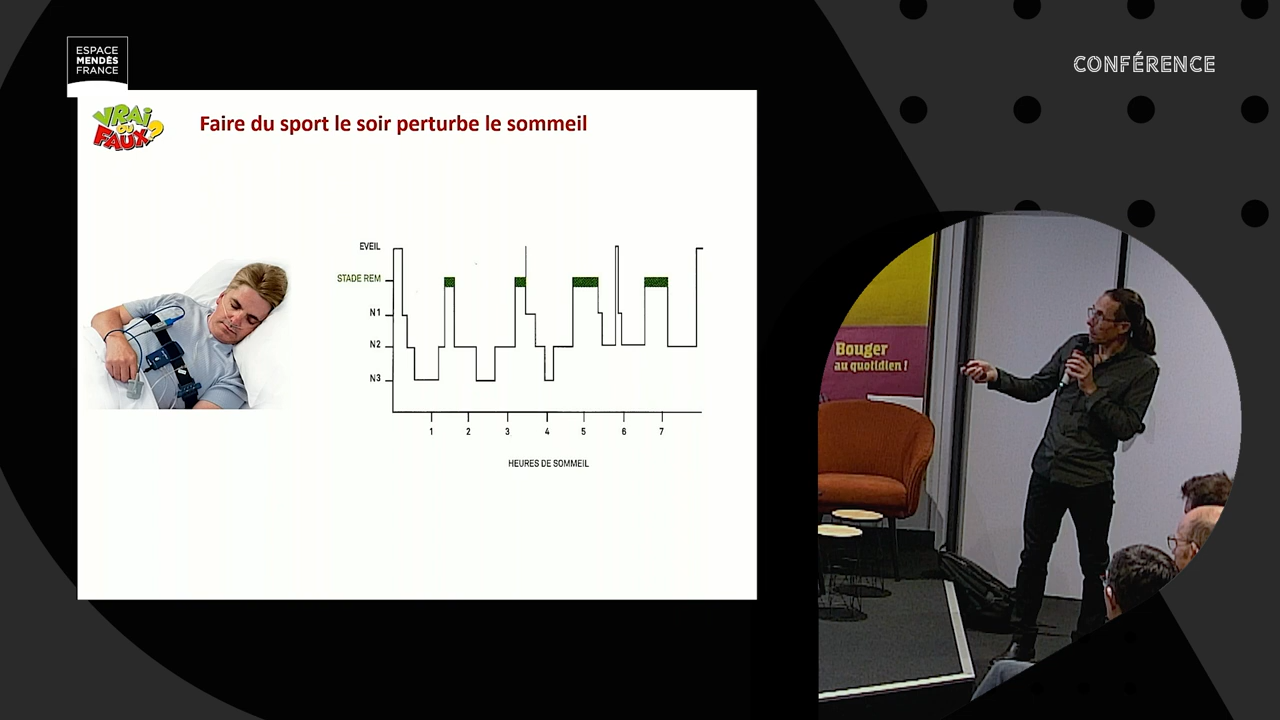 ESPACE
MENDÈS
FRANCE
CONFÉRENCE
VRAI
OU
FAUX?
Faire du sport le soir perturbe le sommeil
EVEIL
STADE REM
N1
N2
N3
1 2 3 4 5 6 7
HEURES DE SOMMEIL
Bouger
au quotidien !